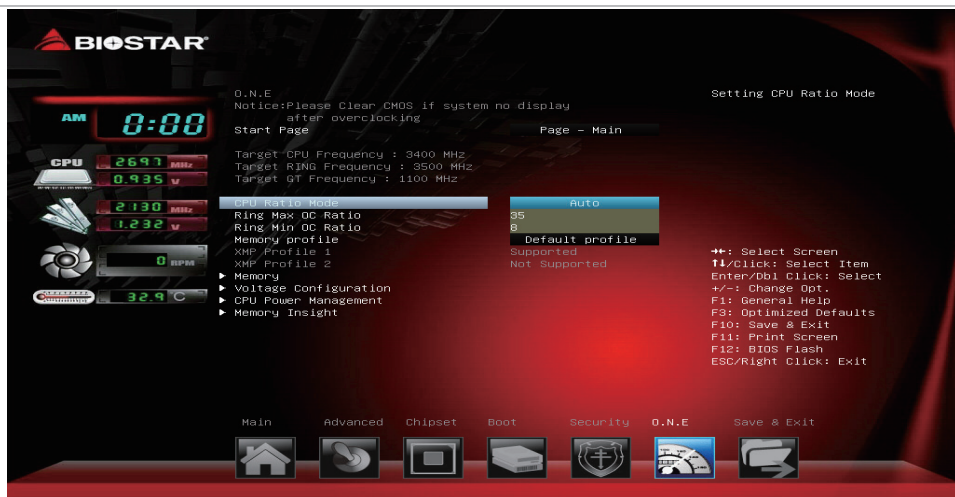 BIOSTAR
O.N.E
Notice:Please Clear CMOS if system no display
after overclocking
Start Page Page - Main
Target CPU Frequency : 3400 MHz
Target RING Frequency : 3500 MHz
Target GT Frequency : 1100 MHz
CPU Ratio Mode Auto
Ring Max OC Ratio 35
Ring Min OC Ratio 8
Memory profile Default profile
XMP Profile 1 Supported
XMP Profile 2 Not Supported
Memory
Voltage Configuration
CPU Power Management
Memory Insight
Setting CPU Ratio Mode
→←: Select Screen
↑↓/Click: Select Item
Enter/Dbl Click: Select
+/-: Change Opt.
F1: General Help
F3: Optimized Defaults
F10: Save & Exit
F11: Print Screen
F12: BIOS Flash
ESC/Right Click: Exit
AM 0:00
CPU 2697 MHz
0.935 V
2130 MHz
1.232 V
0 RPM
32.9 C
Main Advanced Chipset Boot Security O.N.E Save & Exit